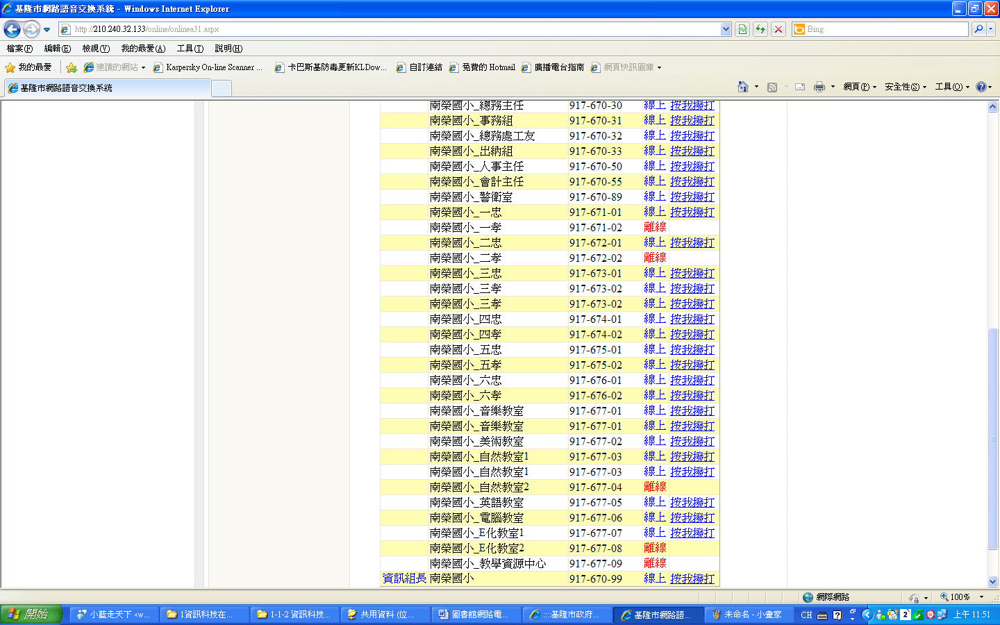 基隆市網路語音交換系統 - Windows Internet Explorer
http://210.240.32.133/online/onlinea31.aspx
Bing
檔案(F) 編輯(E) 檢視(V) 我的最愛(A) 工具(T) 說明(H)
我的最愛 建議的網站 Kaspersky On-line Scanner ... 卡巴斯基防毒更新KLDow... 自訂連結 免費的 Hotmail 廣播電台指南 網頁快訊圖庫
基隆市網路語音交換系統 網頁(P) 安全性(S) 工具(O)
南榮國小_總務主任 917-670-30 線上 按我撥打
南榮國小_事務組 917-670-31 線上 按我撥打
南榮國小_總務處工友 917-670-32 線上 按我撥打
南榮國小_出納組 917-670-33 線上 按我撥打
南榮國小_人事主任 917-670-50 線上 按我撥打
南榮國小_會計主任 917-670-55 線上 按我撥打
南榮國小_警衛室 917-670-89 線上 按我撥打
南榮國小_一忠 917-671-01 線上 按我撥打
南榮國小_一孝 917-671-02 離線
南榮國小_二忠 917-672-01 線上 按我撥打
南榮國小_二孝 917-672-02 離線
南榮國小_三忠 917-673-01 線上 按我撥打
南榮國小_三孝 917-673-02 線上 按我撥打
南榮國小_三孝 917-673-02 線上 按我撥打
南榮國小_四忠 917-674-01 線上 按我撥打
南榮國小_四孝 917-674-02 線上 按我撥打
南榮國小_五忠 917-675-01 線上 按我撥打
南榮國小_五孝 917-675-02 線上 按我撥打
南榮國小_六忠 917-676-01 線上 按我撥打
南榮國小_六孝 917-676-02 線上 按我撥打
南榮國小_音樂教室 917-677-01 線上 按我撥打
南榮國小_音樂教室 917-677-01 線上 按我撥打
南榮國小_美術教室 917-677-02 線上 按我撥打
南榮國小_自然教室1 917-677-03 線上 按我撥打
南榮國小_自然教室1 917-677-03 線上 按我撥打
南榮國小_自然教室2 917-677-04 離線
南榮國小_英語教室 917-677-05 線上 按我撥打
南榮國小_電腦教室 917-677-06 線上 按我撥打
南榮國小_E化教室1 917-677-07 線上 按我撥打
南榮國小_E化教室2 917-677-08 離線
南榮國小_教學資源中心 917-677-09 離線
資訊組長 南榮國小 917-670-99 線上 按我撥打
網際網路 100%
開始 小藍走天下 <w... 1資訊科技在... 1-1-2 資訊科技... 共用資料 (位... 圖書館網路電... ::::基隆市政府... 基隆市網路語... 未命名 - 小畫家 CH 2 上午 11:51